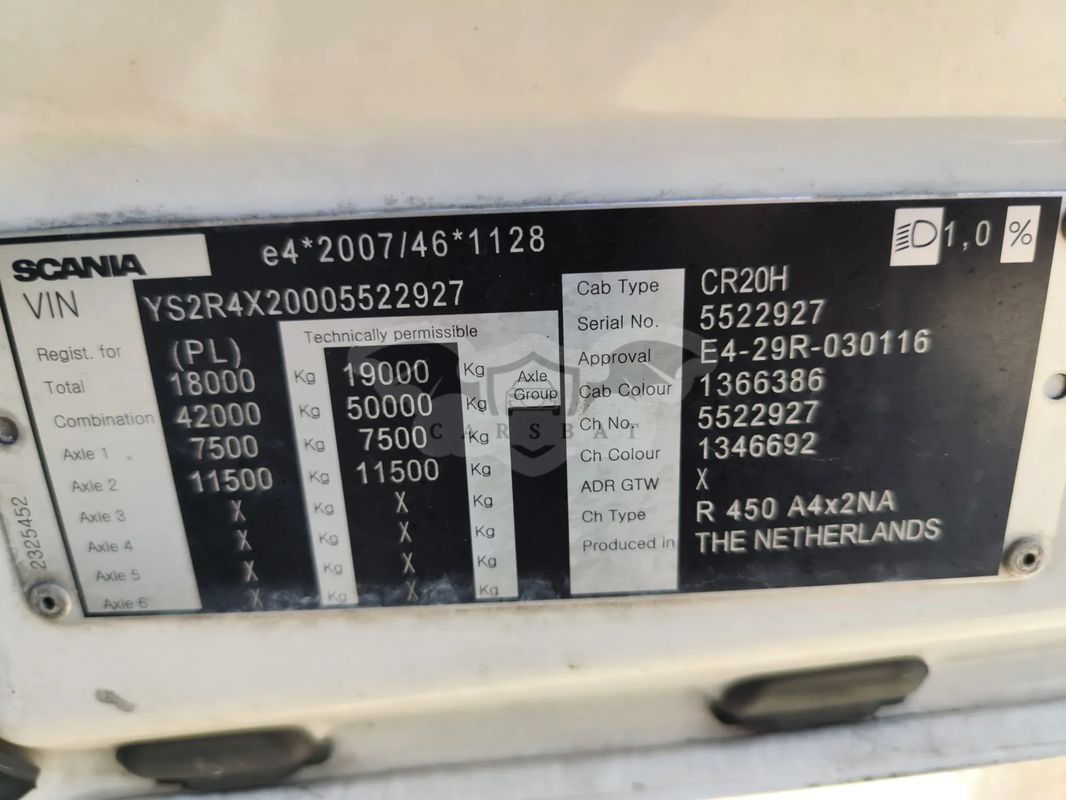 e4*2007/46*1128
1,0 %
SCANIA
VIN YS2R4X20005522927
Technically permissible
Regist. for (PL)
Total 18000 Kg 19000 Kg
Combination 42000 Kg 50000 Kg
Axle 1 7500 Kg 7500 Kg
Axle 2 11500 Kg 11500 Kg
Axle 3 X Kg X Kg
Axle 4 X Kg X Kg
Axle 5 X Kg X Kg
Axle 6 X Kg X Kg
Axle
Group
Cab Type CR20H
Serial No. 5522927
Approval E4-29R-030116
Cab Colour 1366386
Ch No. 5522927
Ch Colour 1346692
ADR GTW X
Ch Type R 450 A4x2NA
Produced in THE NETHERLANDS
2325452
CARSBAT